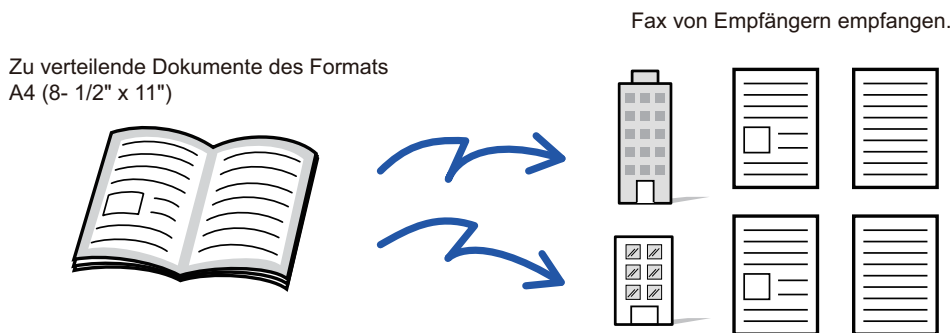 Fax von Empfängern empfangen.
Zu verteilende Dokumente des Formats
A4 (8- 1/2" x 11")